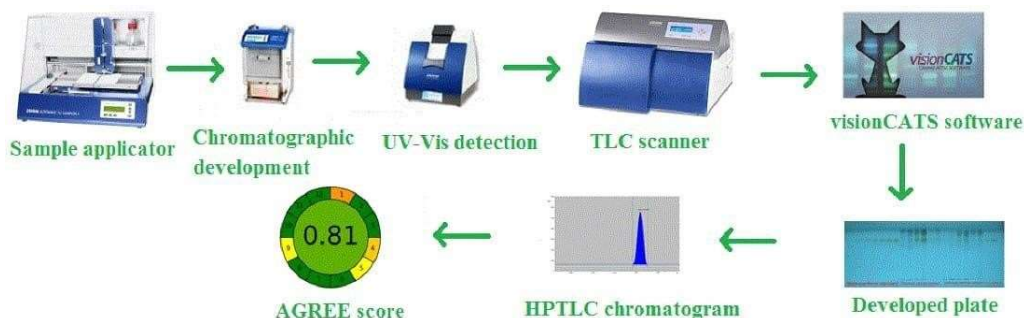 Sample applicator
Chromatographic
development
UV-Vis detection
TLC scanner
visionCATS
visionCATS software
0.81
AGREE score
HPTLC chromatogram
Developed plate